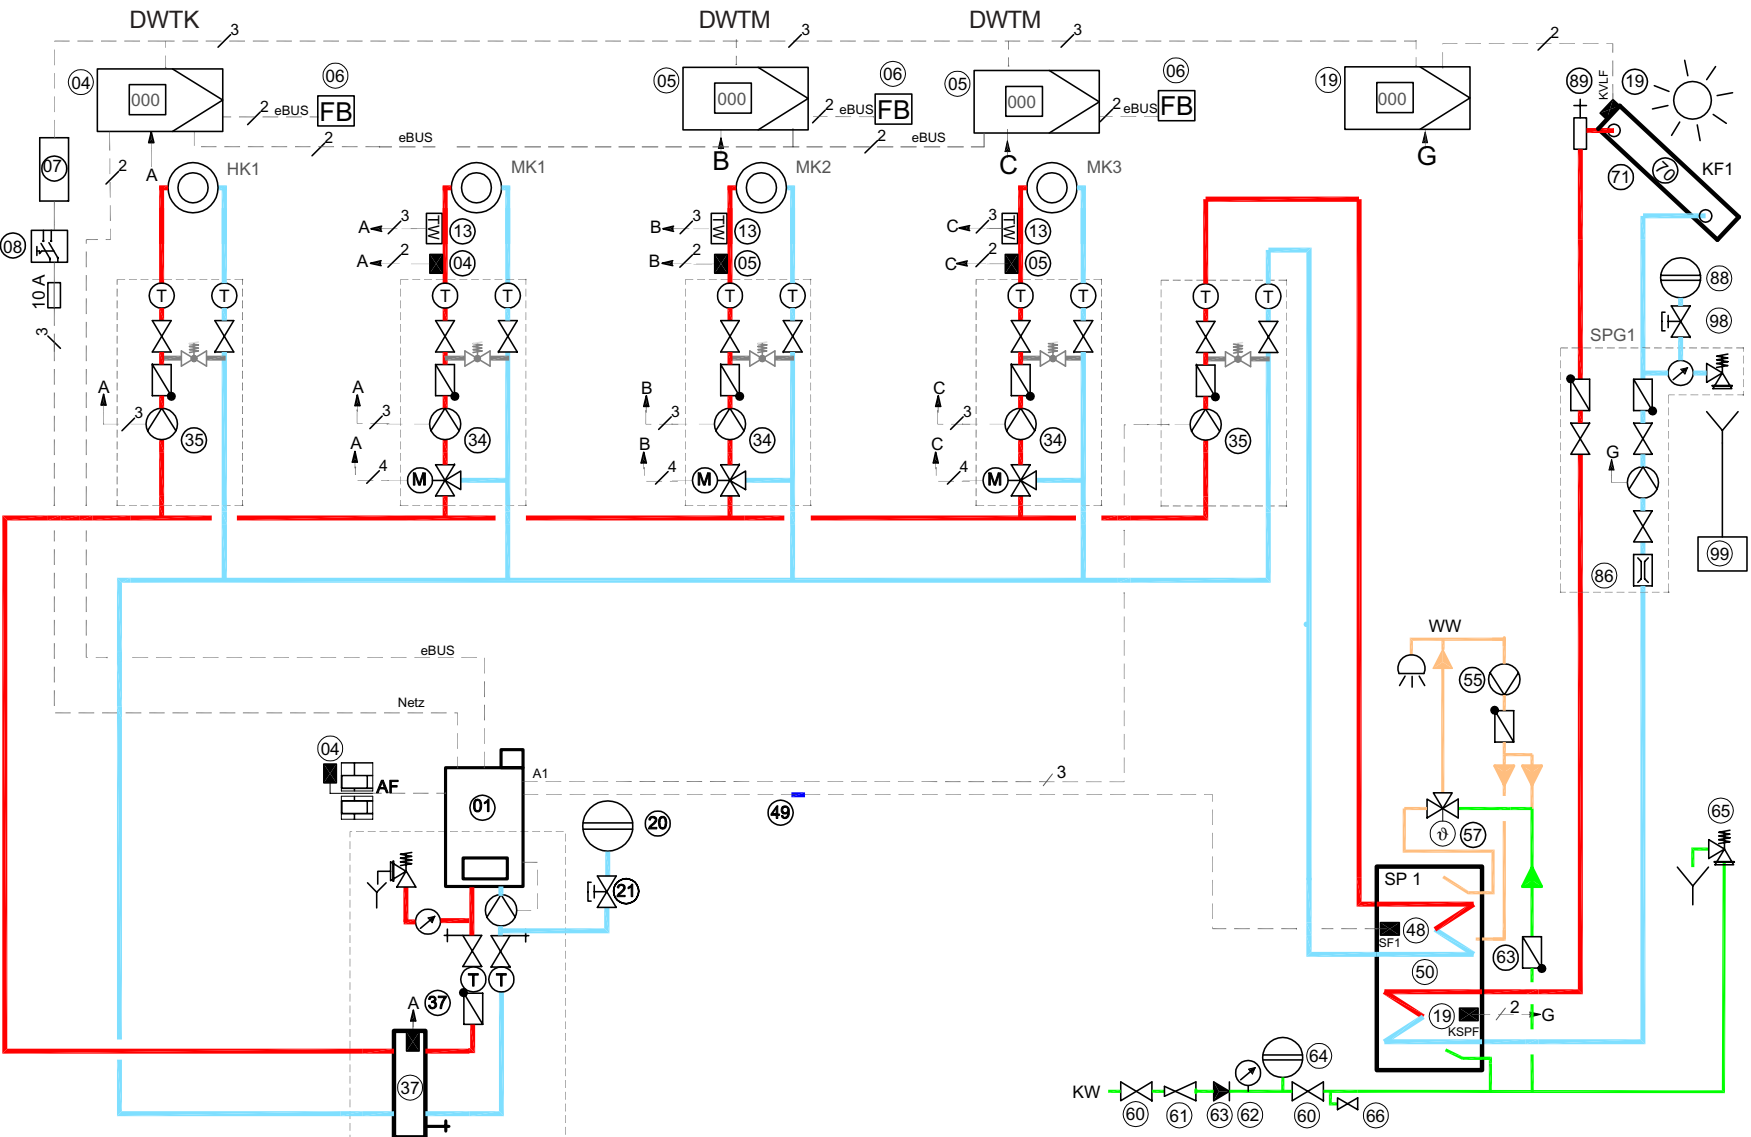 DWTK
DWTM
DWTM
3
3
3
2
04
000
2
eBUS
06
FB
05
000
2
eBUS
06
FB
05
000
2
eBUS
06
FB
19
000
89
KVLF
19
07
2
A
2
eBUS
B
2
eBUS
C
G
HK1
MK1
MK2
MK3
71
70
KF1
08
10 A
3
A
3
TW
13
A
2
04
B
3
TW
13
B
2
05
C
3
TW
13
C
2
05
88
98
SPG1
T
T
T
T
T
T
T
T
T
T
A
3
35
A
3
34
B
3
34
C
3
34
35
A
4
M
B
4
M
C
4
M
G
99
86
eBUS
Netz
WW
55
04
AF
01
A1
3
49
20
21
57
ϑ
65
SP 1
SF1
48
50
63
T
T
A
37
19
KSPF
2
G
37
KW
60
61
63
62
64
60
66